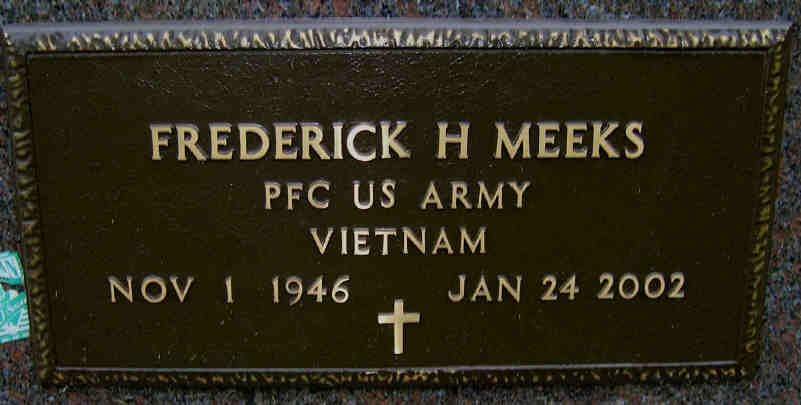 FREDERICK H MEEKS
PFC US ARMY
VIETNAM
NOV 1 1946 JAN 24 2002